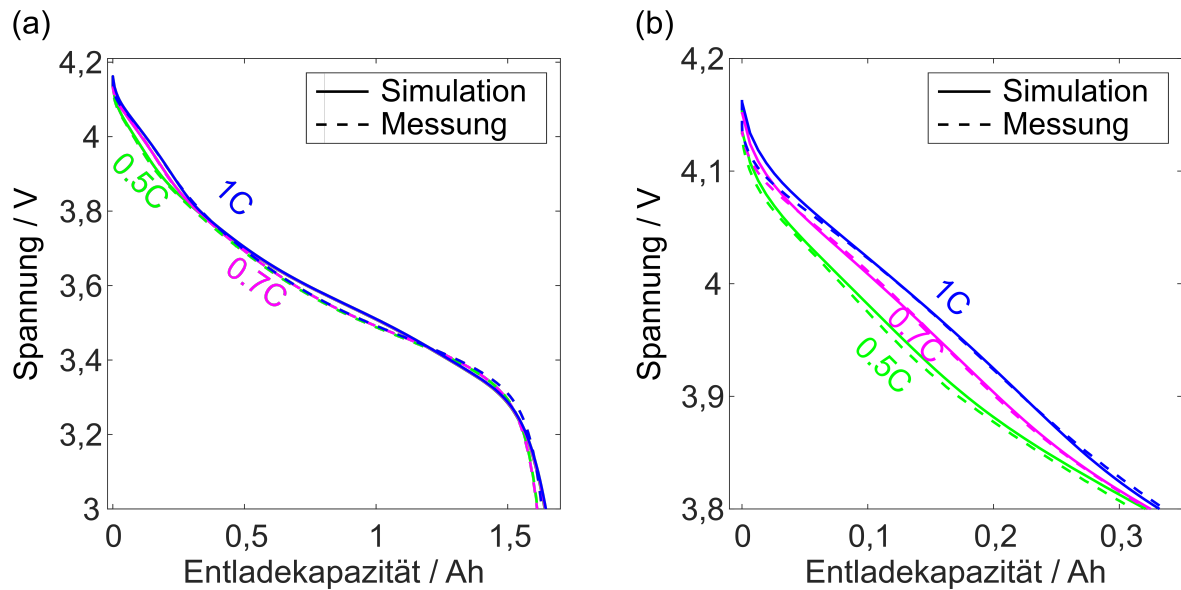 (a)
4,2
4
3,8
3,6
3,4
3,2
3
Spannung / V
Simulation
Messung
0.5C
1C
0.7C
0
0,5
1
1,5
Entladekapazität / Ah
(b)
4,2
4,1
4
3,9
3,8
Spannung / V
Simulation
Messung
1C
0.7C
0.5C
0
0,1
0,2
0,3
Entladekapazität / Ah